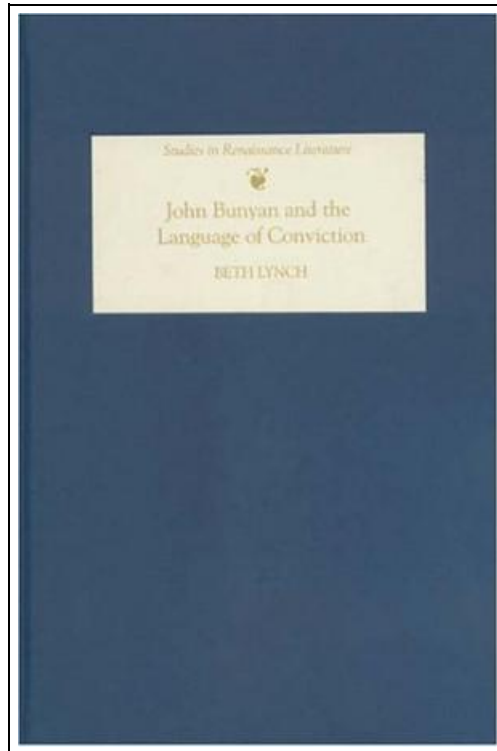 Studies in Renaissance Literature
John Bunyan and the
Language of Conviction
BETH LYNCH